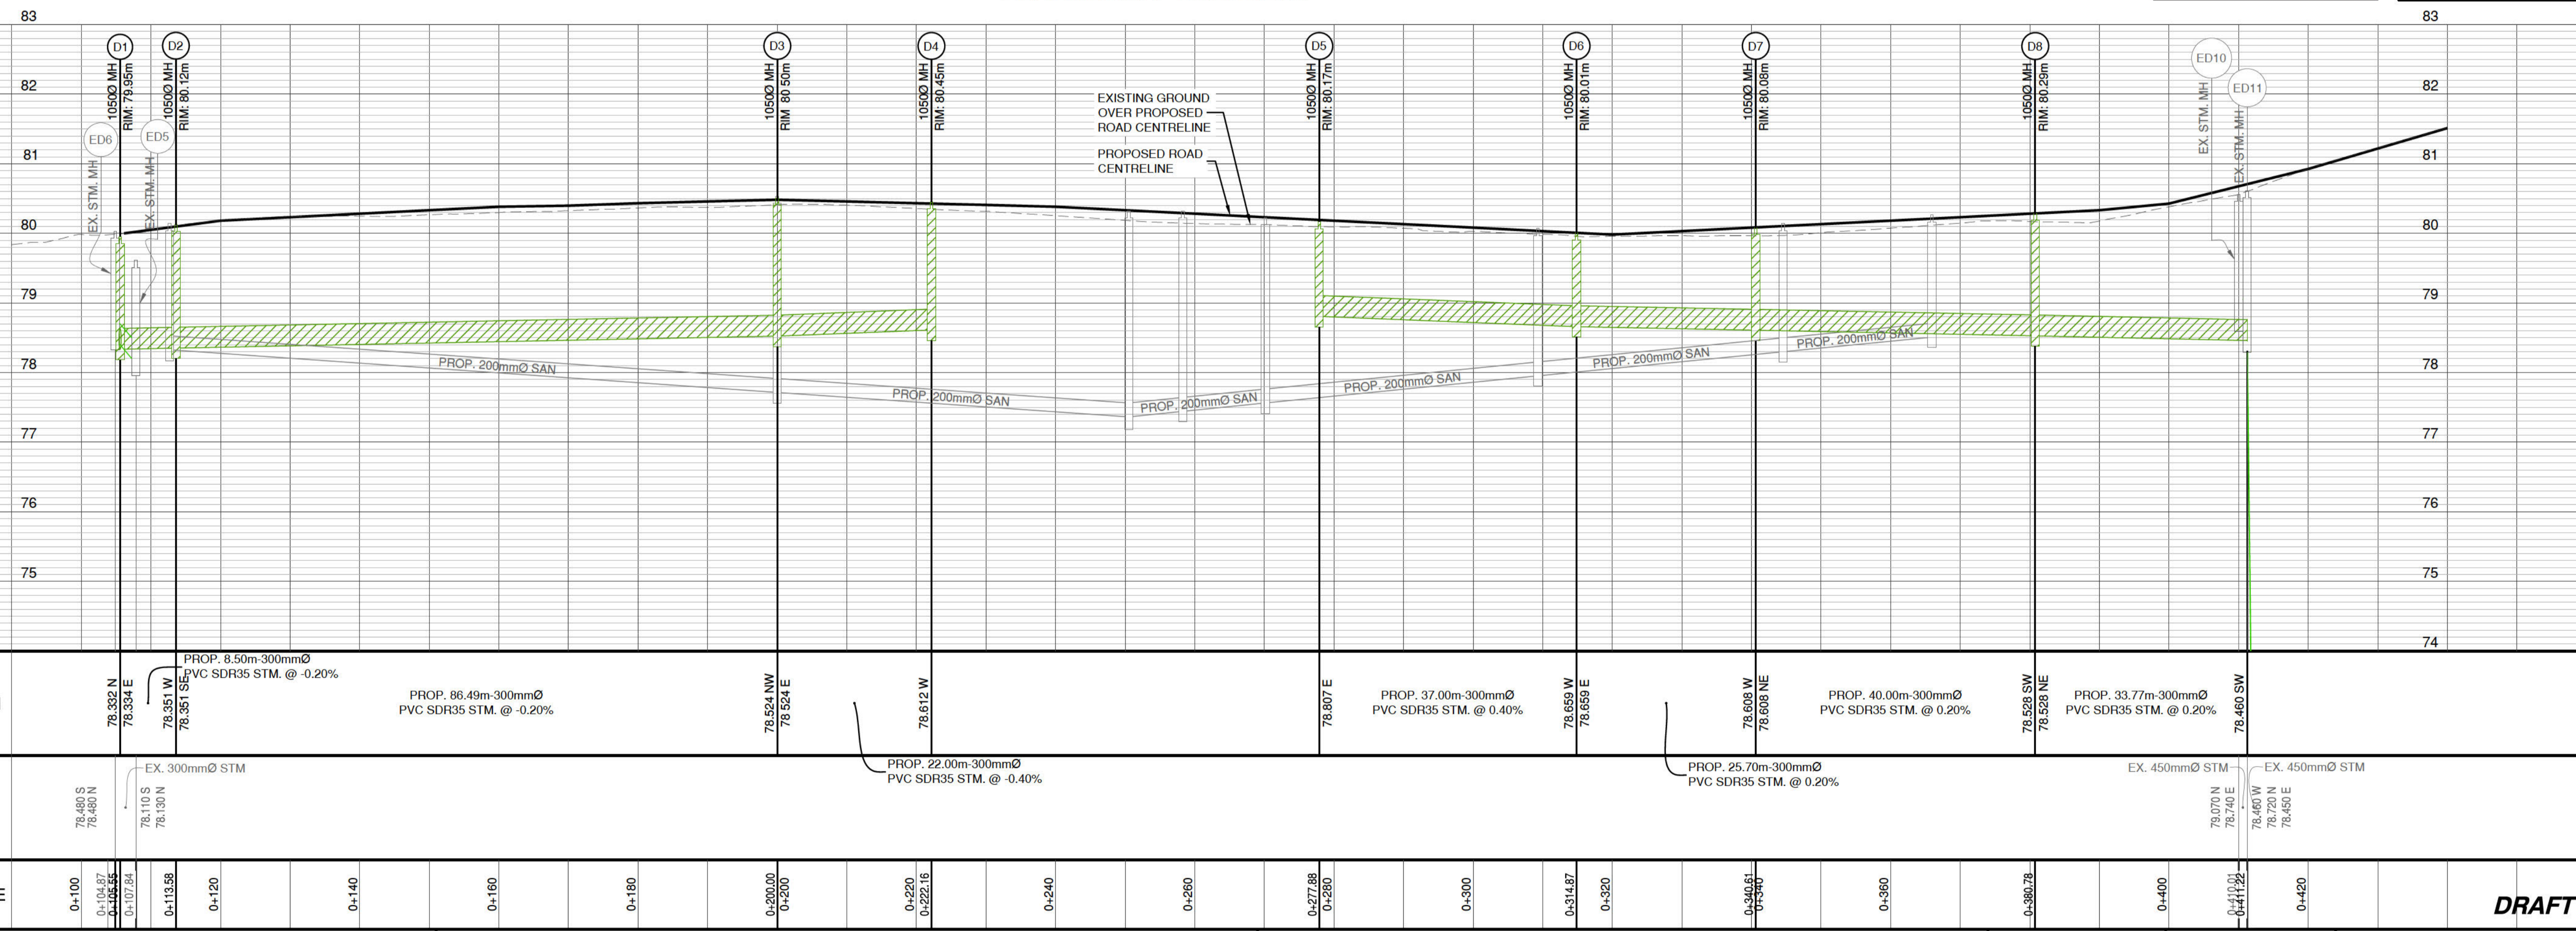 83
83
82
82
81
81
80
80
79
79
78
78
77
77
76
76
75
75
74
D1
D2
D3
D4
D5
D6
D7
D8
ED6
ED5
ED10
ED11
1050Ø MH
RIM: 79.95m
1050Ø MH
RIM: 80.12m
1050Ø MH
RIM 80 50m
1050Ø MH
RIM: 80.45m
1050Ø MH
RIM: 80.17m
1050Ø MH
RIM: 80.01m
1050Ø MH
RIM: 80.08m
1050Ø MH
RIM: 80.29m
EX. STM. MH
EX. STM. MH
EX. STM. MH
EX. STM. MH
EXISTING GROUND
OVER PROPOSED
ROAD CENTRELINE
PROPOSED ROAD
CENTRELINE
PROP. 200mmØ SAN
PROP. 200mmØ SAN
PROP. 200mmØ SAN
PROP. 200mmØ SAN
PROP. 200mmØ SAN
PROP. 200mmØ SAN
78.332 N
78.334 E
PROP. 8.50m-300mmØ
PVC SDR35 STM. @ -0.20%
78.351 W
78.351 SE
PROP. 86.49m-300mmØ
PVC SDR35 STM. @ -0.20%
78.524 NW
78 524 E
PROP. 22.00m-300mmØ
PVC SDR35 STM. @ -0.40%
78.612 W
78.807 E
PROP. 37.00m-300mmØ
PVC SDR35 STM. @ 0.40%
78.659 W
78.659 E
PROP. 25.70m-300mmØ
PVC SDR35 STM. @ 0.20%
78.608 W
78.608 NE
PROP. 40.00m-300mmØ
PVC SDR35 STM. @ 0.20%
78.528 SW
78.528 NE
PROP. 33.77m-300mmØ
PVC SDR35 STM. @ 0.20%
78.460 SW
78.480 S
78.480 N
EX. 300mmØ STM
78.110 S
78.130 N
EX. 450mmØ STM
EX. 450mmØ STM
79.070 N
78.740 E
78.460 W
78.720 N
78.450 E
0+100
0+104.87
0+105.55
0+107.84
0+113.58
0+120
0+140
0+160
0+180
0+200.00
0+200
0+220
0+222.16
0+240
0+260
0+277.88
0+280
0+300
0+314.87
0+320
0+340.61
0+340
0+360
0+380.78
0+400
0+410.01
0+411.22
0+420
DRAFT